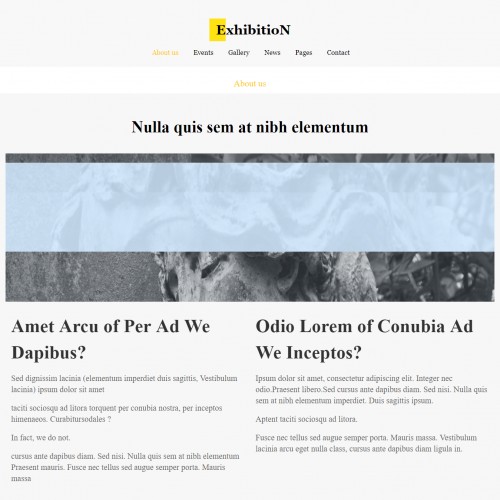 ExhibitioN
About us Events Gallery News Pages Contact
About us
Nulla quis sem at nibh elementum
Amet Arcu of Per Ad We
Dapibus?
Sed dignissim lacinia (elementum imperdiet duis sagittis, Vestibulum
lacinia) ipsum dolor sit amet
taciti sociosqu ad litora torquent per conubia nostra, per inceptos
himenaeos. Curabitursodales ?
In fact, we do not.
cursus ante dapibus diam. Sed nisi. Nulla quis sem at nibh elementum
Praesent mauris. Fusce nec tellus sed augue semper porta. Mauris
massa
Odio Lorem of Conubia Ad
We Inceptos?
Ipsum dolor sit amet, consectetur adipiscing elit. Integer nec
odio.Praesent libero.Sed cursus ante dapibus diam. Sed nisi. Nulla quis
sem at nibh elementum imperdiet. Duis sagittis ipsum.
Aptent taciti sociosqu ad litora.
Fusce nec tellus sed augue semper porta. Mauris massa. Vestibulum
lacinia arcu eget nulla class, cursus ante dapibus diam ligula in.